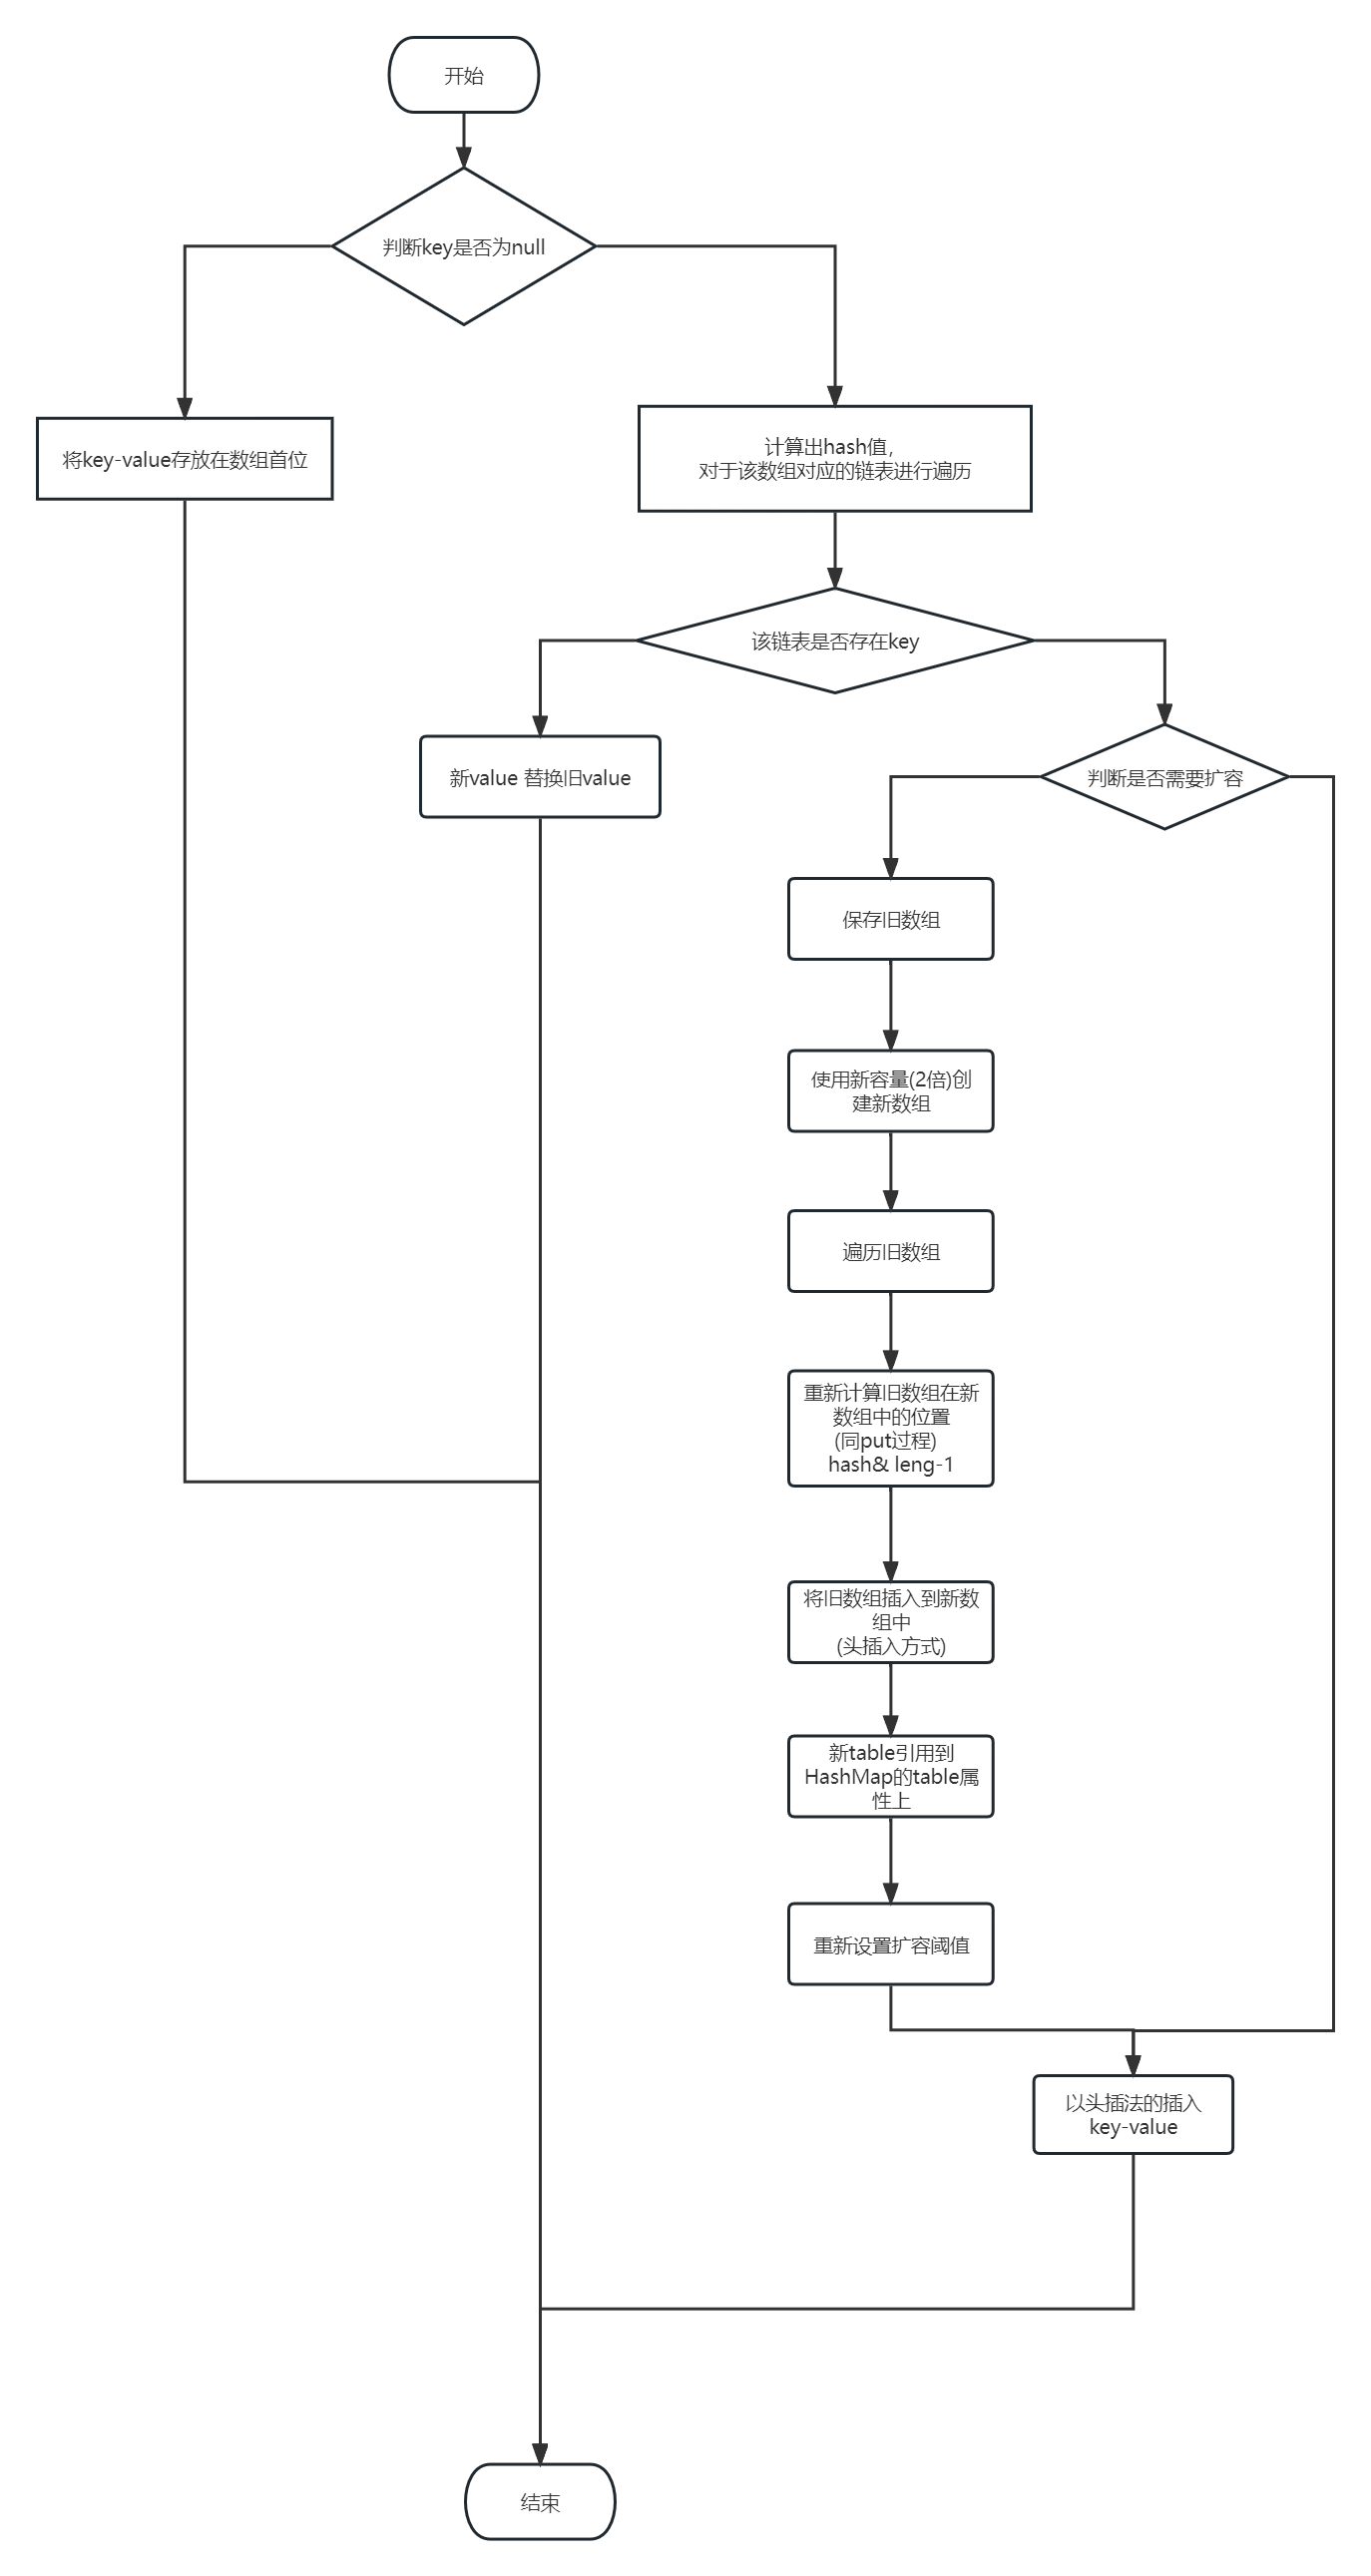 开始
判断key是否为null
将key-value存放在数组首位
计算出hash值，
对于该数组对应的链表进行遍历
该链表是否存在key
新value 替换旧value
判断是否需要扩容
保存旧数组
使用新容量(2倍)创
建新数组
遍历旧数组
重新计算旧数组在新
数组中的位置
(同put过程)
hash& leng-1
将旧数组插入到新数
组中
(头插入方式)
新table引用到
HashMap的table属
性上
重新设置扩容阈值
以头插法的插入
key-value
结束